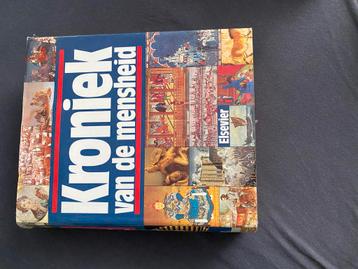 Kroniek
van de mensheid
Elsevier